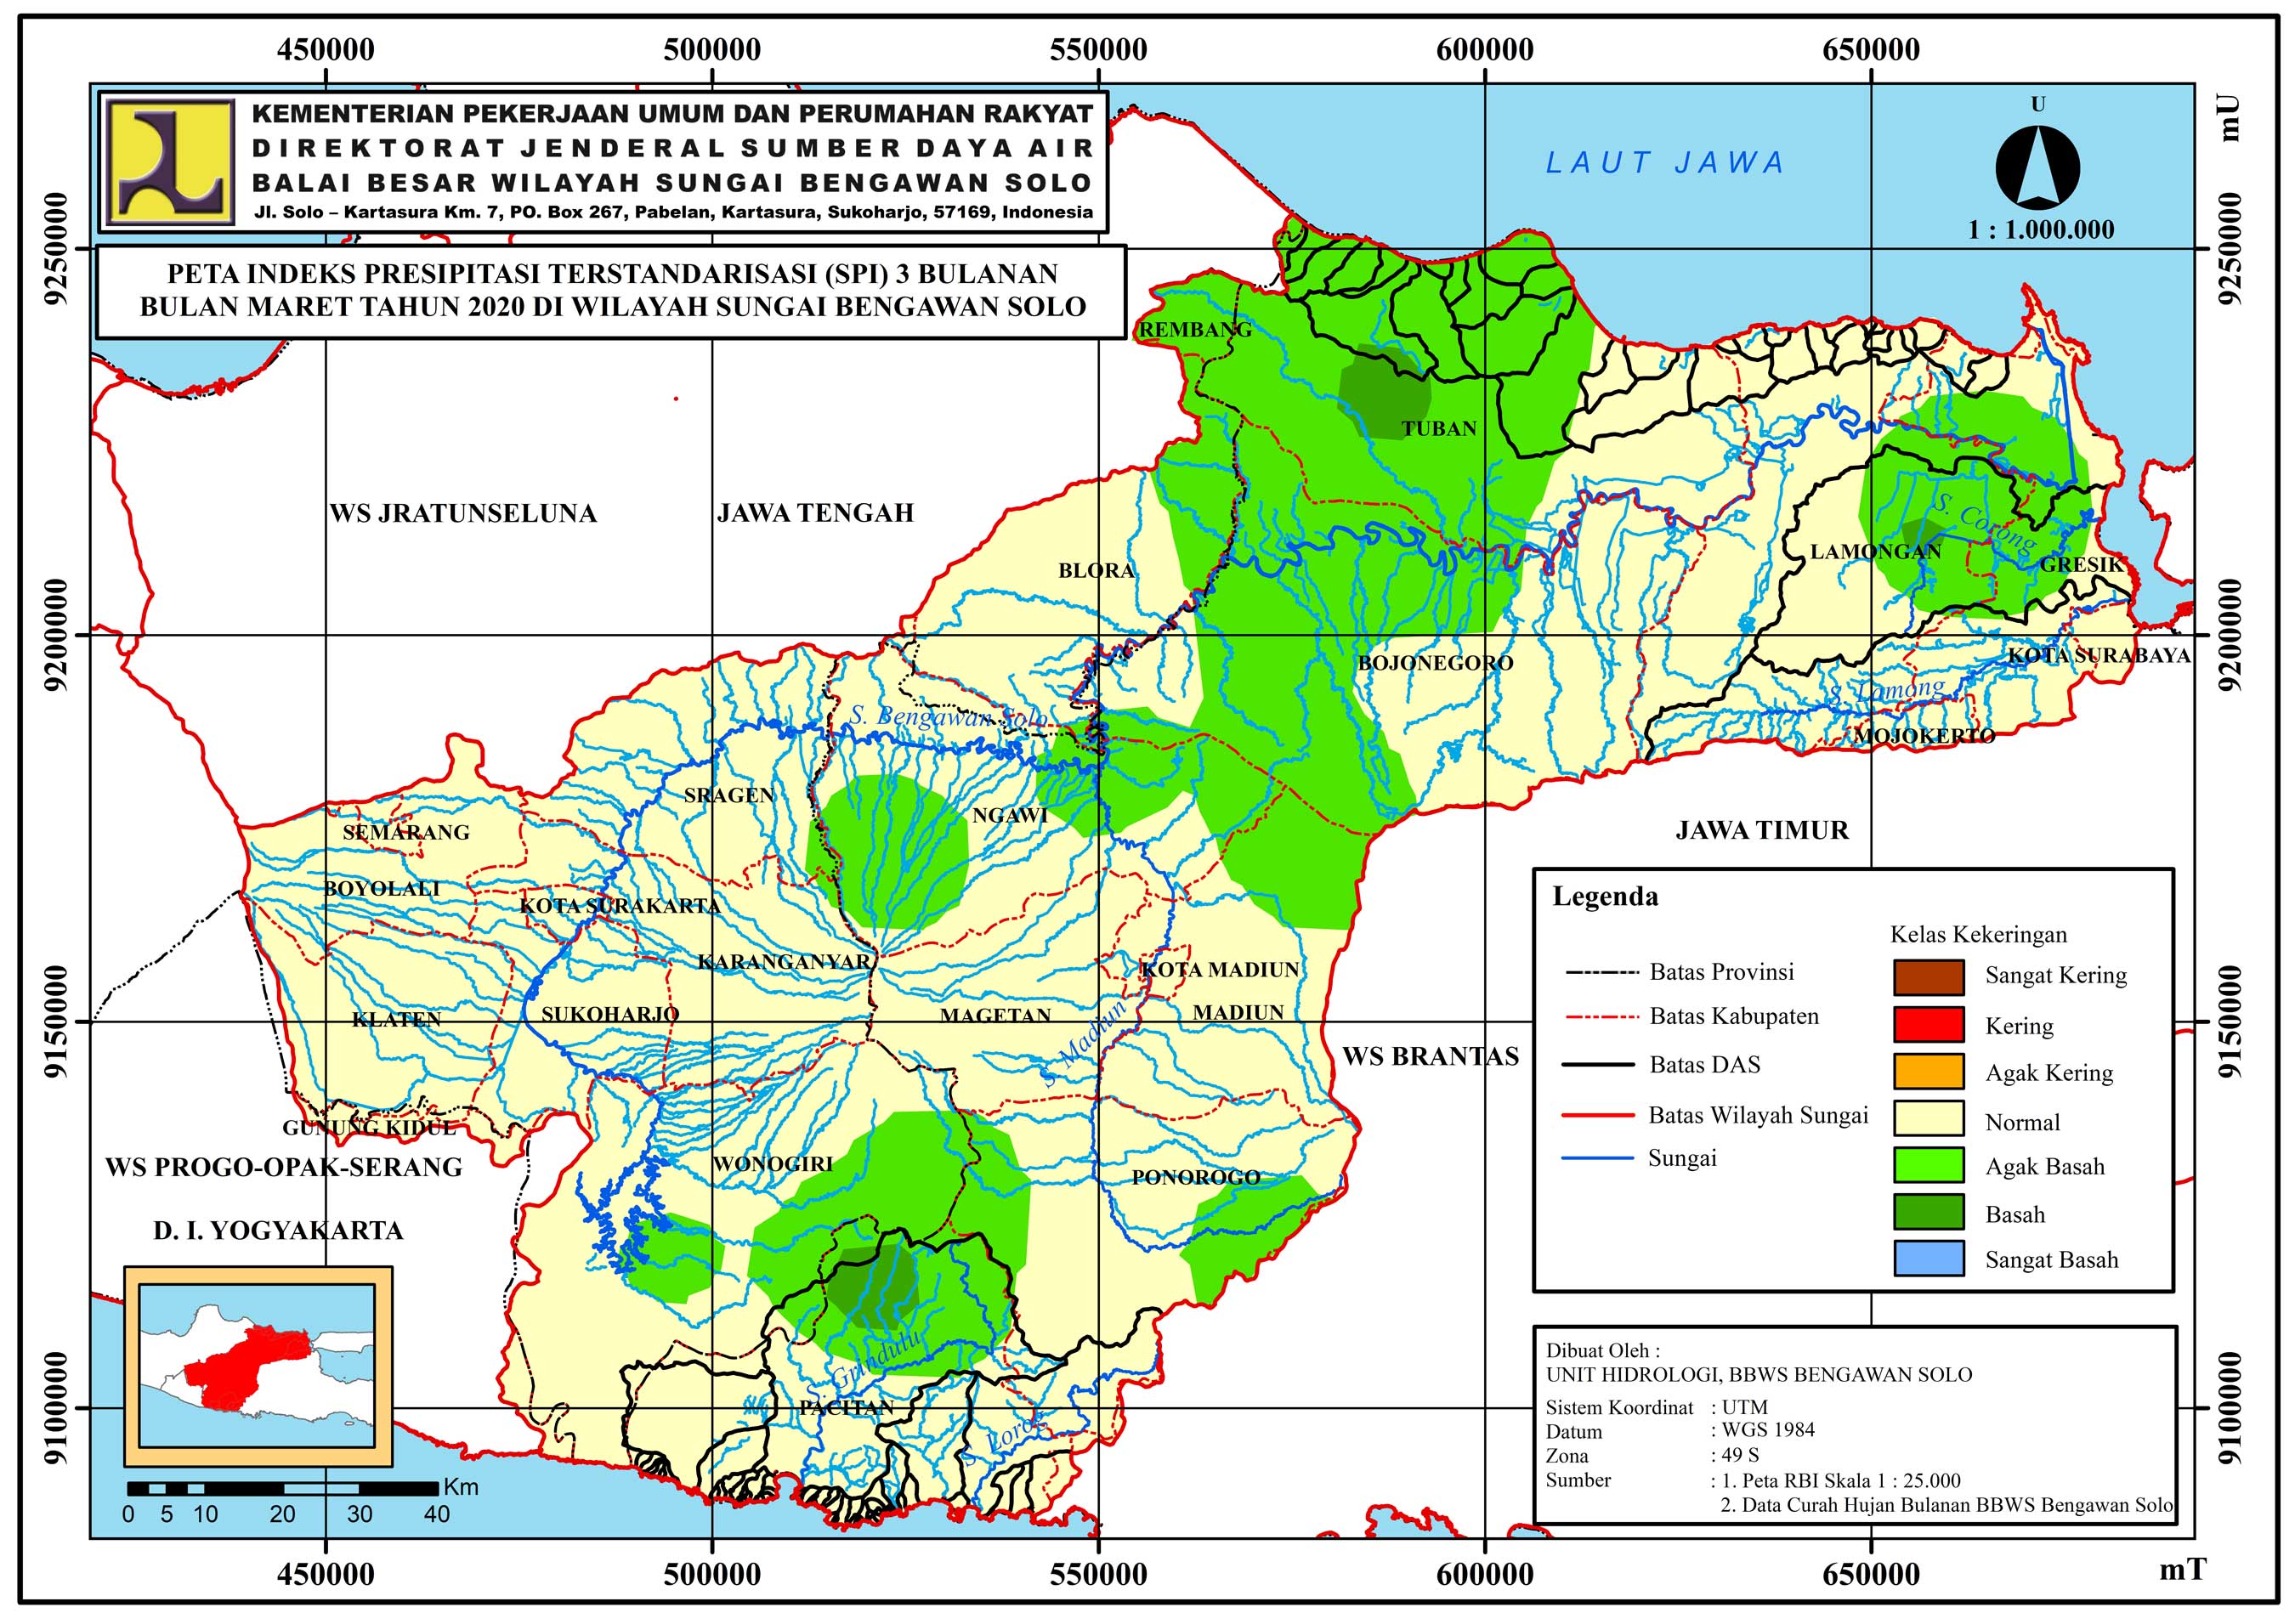 450000 500000 550000 600000 650000
KEMENTERIAN PEKERJAAN UMUM DAN PERUMAHAN RAKYAT
DIREKTORAT JENDERAL SUMBER DAYA AIR
BALAI BESAR WILAYAH SUNGAI BENGAWAN SOLO
Jl. Solo – Kartasura Km. 7, PO. Box 267, Pabelan, Kartasura, Sukoharjo, 57169, Indonesia
PETA INDEKS PRESIPITASI TERSTANDARISASI (SPI) 3 BULANAN
BULAN MARET TAHUN 2020 DI WILAYAH SUNGAI BENGAWAN SOLO
LAUT JAWA
U
1 : 1.000.000
mU
9250000
9250000
REMBANG
TUBAN
WS JRATUNSELUNA
JAWA TENGAH
S. Corong
LAMONGAN
GRESIK
BLORA
9200000
9200000
BOJONEGORO
KOTA SURABAYA
S. Lamong
MOJOKERTO
S. Bengawan Solo
SRAGEN
NGAWI
SEMARANG
JAWA TIMUR
BOYOLALI
KOTA SURAKARTA
KARANGANYAR
KOTA MADIUN
KLATEN
SUKOHARJO
MAGETAN
MADIUN
9150000
9150000
S. Madiun
WS BRANTAS
GUNUNG KIDUL
WS PROGO-OPAK-SERANG
WONOGIRI
PONOROGO
D. I. YOGYAKARTA
S. Grindulu
PACITAN
S. Lorog
9100000
9100000
Legenda
Batas Provinsi
Batas Kabupaten
Batas DAS
Batas Wilayah Sungai
Sungai
Kelas Kekeringan
Sangat Kering
Kering
Agak Kering
Normal
Agak Basah
Basah
Sangat Basah
Dibuat Oleh :
UNIT HIDROLOGI, BBWS BENGAWAN SOLO
Sistem Koordinat : UTM
Datum : WGS 1984
Zona : 49 S
Sumber : 1. Peta RBI Skala 1 : 25.000
2. Data Curah Hujan Bulanan BBWS Bengawan Solo
Km
0 5 10 20 30 40
450000 500000 550000 600000 650000 mT